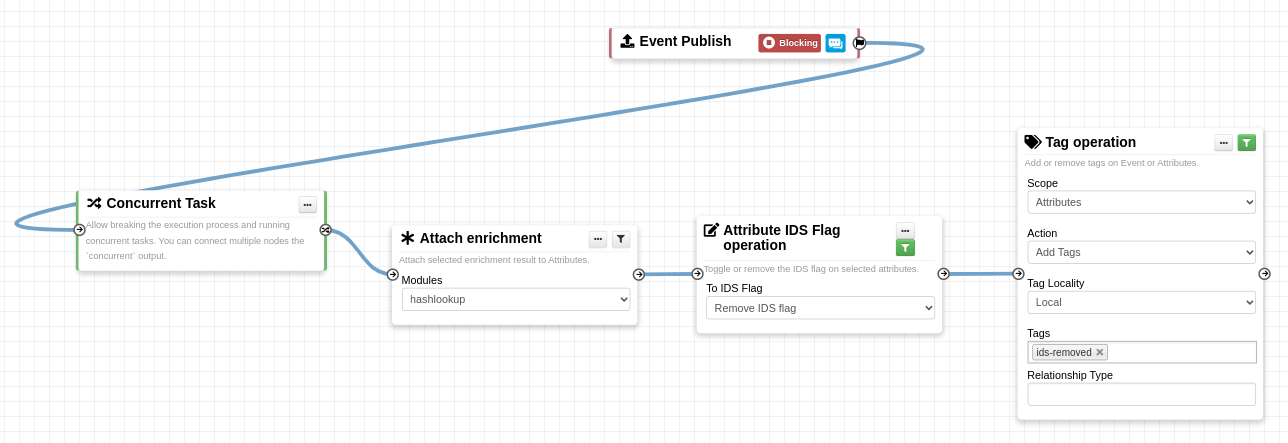 Event Publish
Blocking
Concurrent Task
Allow breaking the execution process and running
concurrent tasks. You can connect multiple nodes the
`concurrent` output.
Attach enrichment
Attach selected enrichment result to Attributes.
Modules
hashlookup
Attribute IDS Flag
operation
Toggle or remove the IDS flag on selected attributes.
To IDS Flag
Remove IDS flag
Tag operation
Add or remove tags on Event or Attributes.
Scope
Attributes
Action
Add Tags
Tag Locality
Local
Tags
ids-removed
Relationship Type